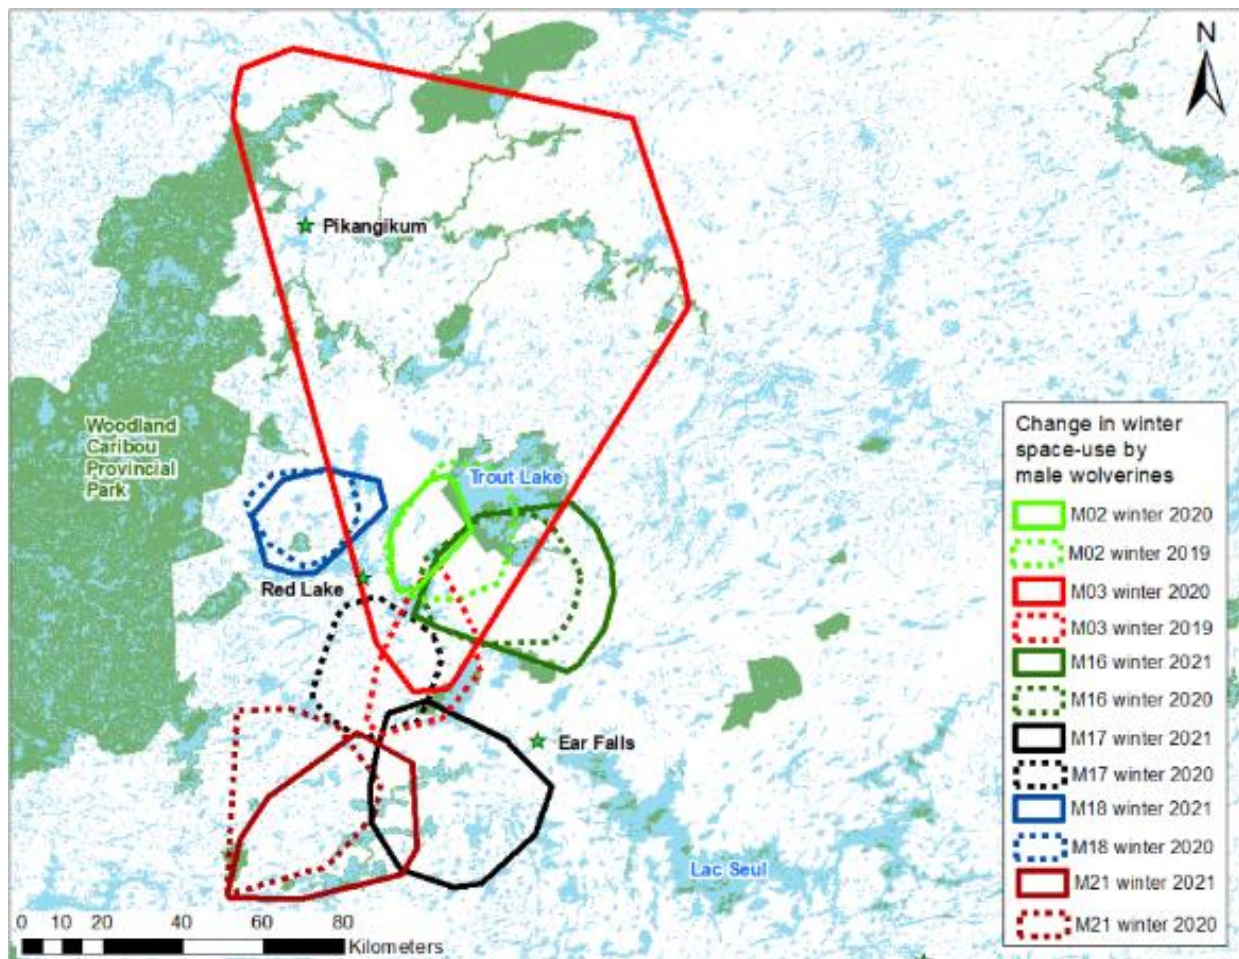 N
Pikangikum
Woodland
Caribou
Provincial
Park
Trout Lake
Red Lake
Ear Falls
Lac Seul
Change in winter
space-use by
male wolverines
M02 winter 2020
M02 winter 2019
M03 winter 2020
M03 winter 2019
M16 winter 2021
M16 winter 2020
M17 winter 2021
M17 winter 2020
M18 winter 2021
M18 winter 2020
M21 winter 2021
M21 winter 2020
0 10 20 40 60 80
Kilometers